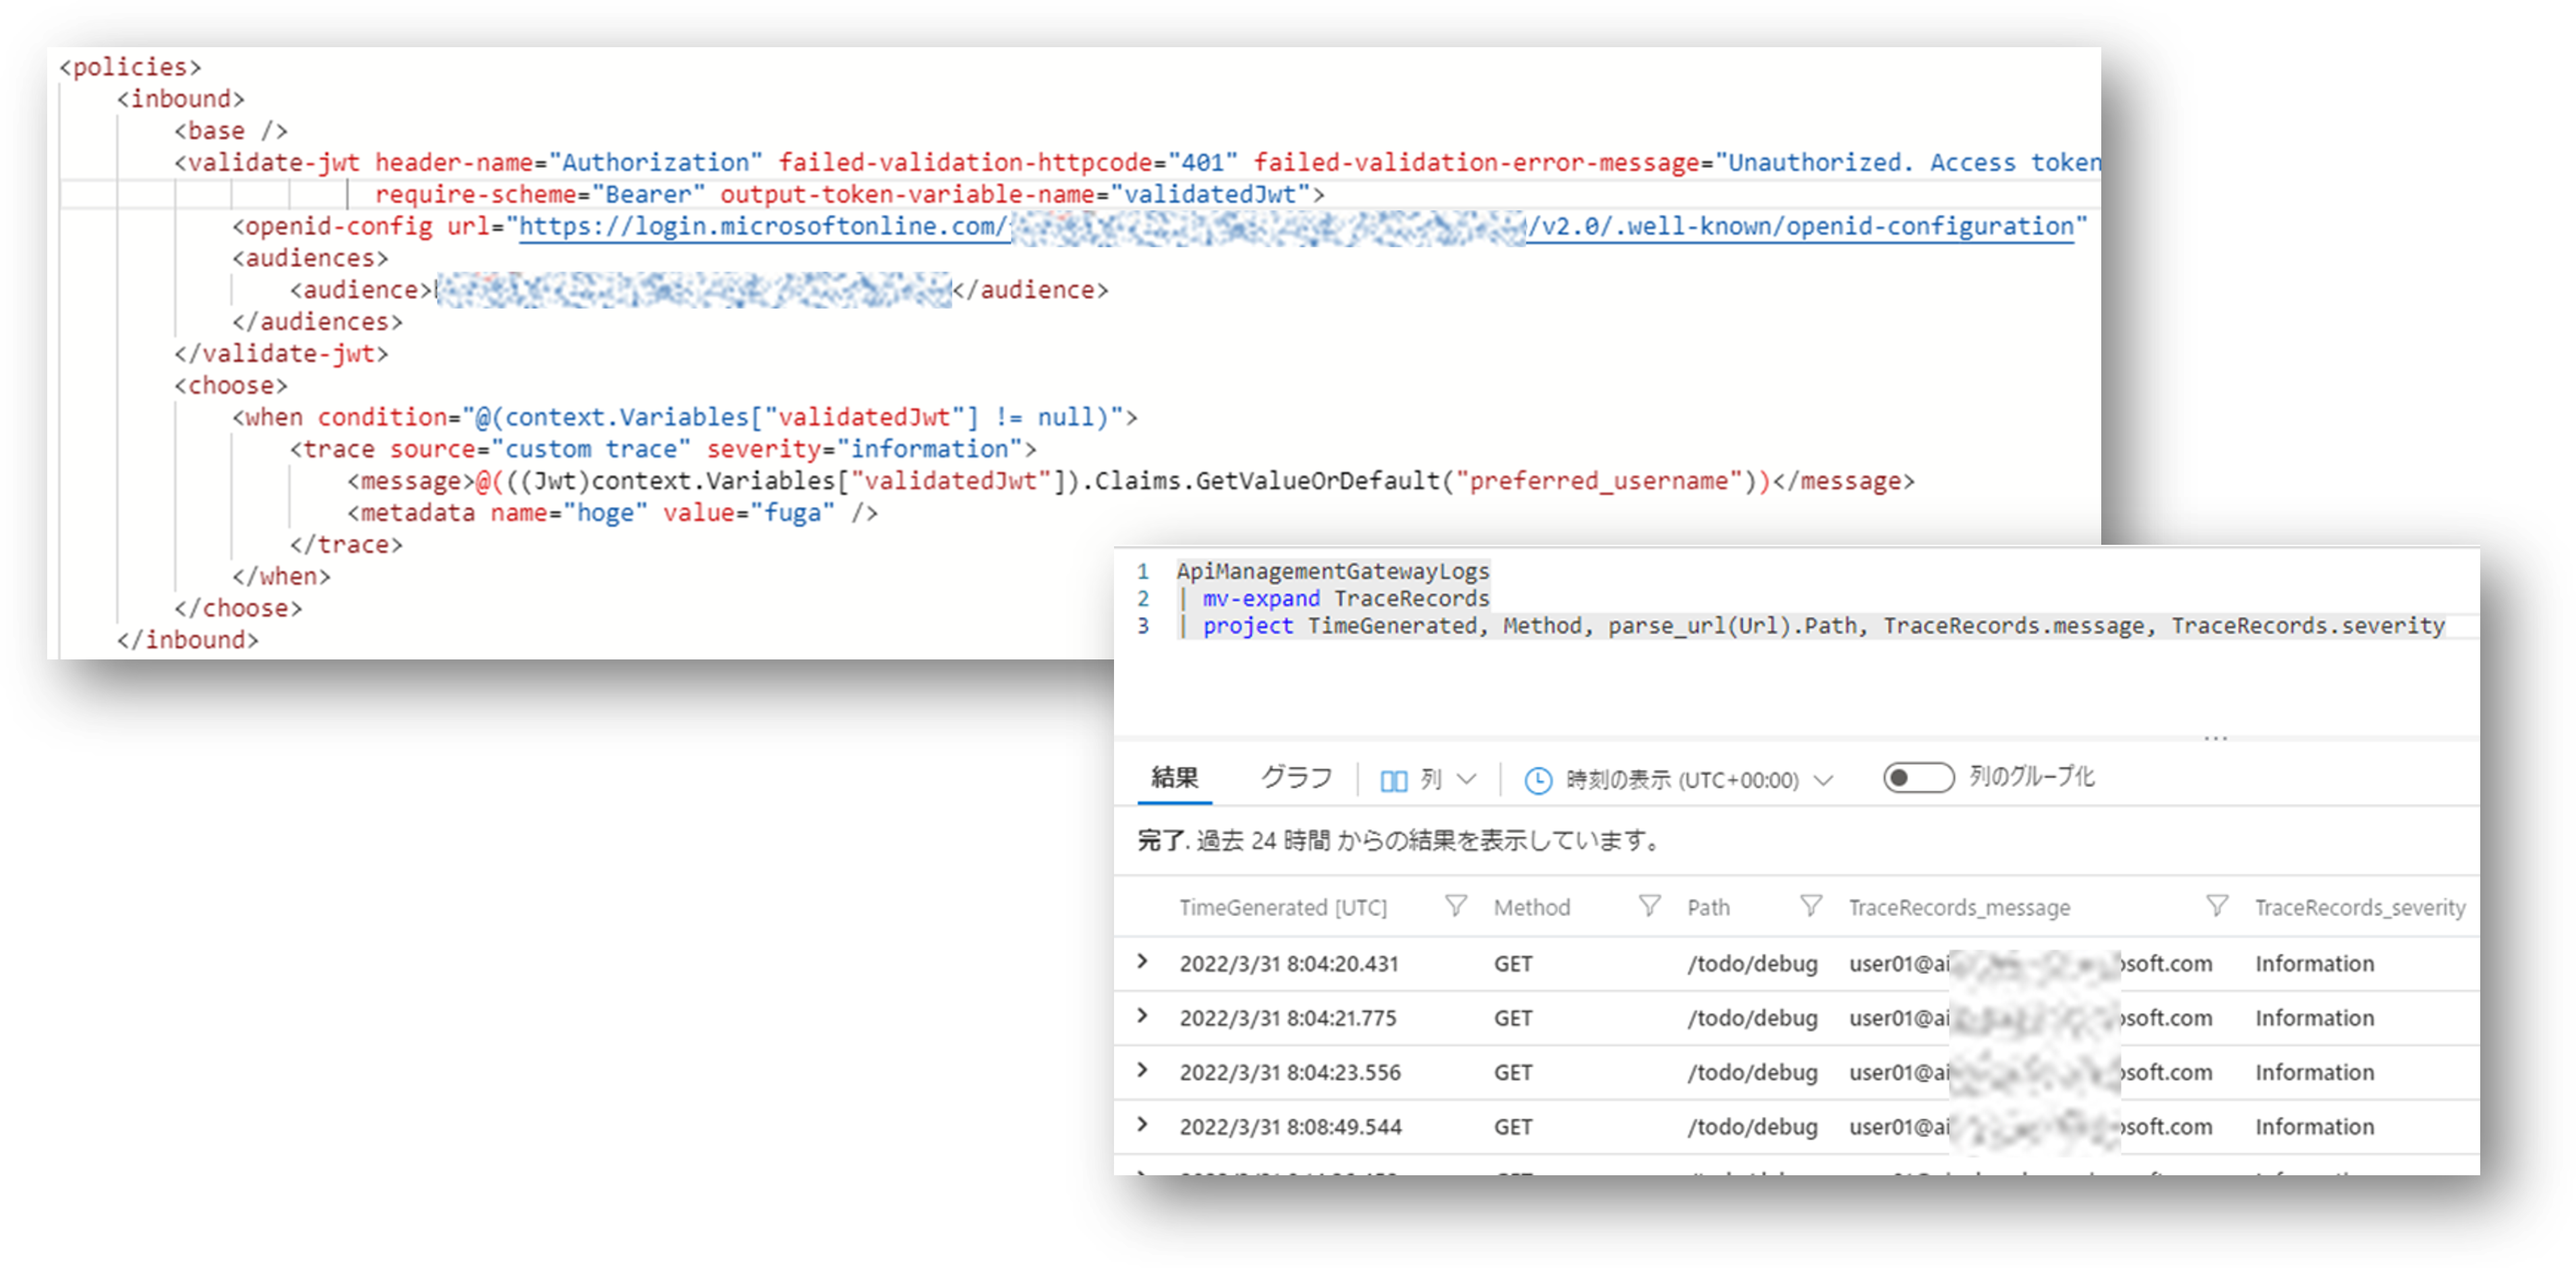 <policies>
<inbound>
<base />
<validate-jwt header-name="Authorization" failed-validation-httpcode="401" failed-validation-error-message="Unauthorized. Access token
require-scheme="Bearer" output-token-variable-name="validatedJwt">
<openid-config url="https://login.microsoftonline.com/ /v2.0/.well-known/openid-configuration"
<audiences>
<audience> </audience>
</audiences>
</validate-jwt>
<choose>
<when condition="@(context.Variables["validatedJwt"] != null)">
<trace source="custom trace" severity="information">
<message>@(((Jwt)context.Variables["validatedJwt"]).Claims.GetValueOrDefault("preferred_username"))</message>
<metadata name="hoge" value="fuga" />
</trace>
</when>
</choose>
</inbound>
1 ApiManagementGatewayLogs
2 | mv-expand TraceRecords
3 | project TimeGenerated, Method, parse_url(Url).Path, TraceRecords.message, TraceRecords.severity
...
結果 グラフ 列 時刻の表示 (UTC+00:00) 列のグループ化
完了. 過去 24 時間 からの結果を表示しています。
TimeGenerated [UTC] Method Path TraceRecords_message TraceRecords_severity
2022/3/31 8:04:20.431 GET /todo/debug user01@ai osoft.com Information
2022/3/31 8:04:21.775 GET /todo/debug user01@ai osoft.com Information
2022/3/31 8:04:23.556 GET /todo/debug user01@ai osoft.com Information
2022/3/31 8:08:49.544 GET /todo/debug user01@ai osoft.com Information